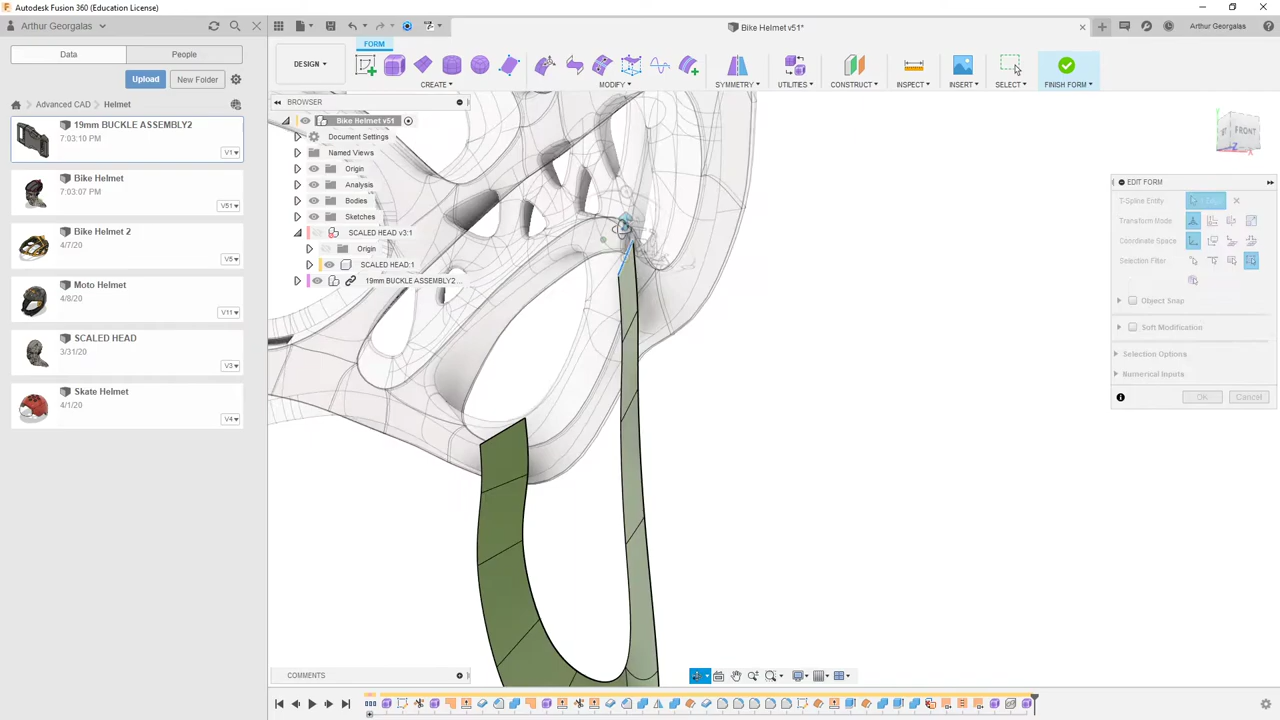 Autodesk Fusion 360 (Education License)
Arthur Georgalas
Bike Helmet v51*
Arthur Georgalas
Data
People
Upload
New Folder
Advanced CAD
Helmet
19mm BUCKLE ASSEMBLY2
7:03:10 PM
V1
Bike Helmet
7:03:07 PM
V51
Bike Helmet 2
4/7/20
V5
Moto Helmet
4/8/20
V11
SCALED HEAD
3/31/20
V3
Skate Helmet
4/1/20
V4
FORM
DESIGN
CREATE
MODIFY
SYMMETRY
UTILITIES
CONSTRUCT
INSPECT
INSERT
SELECT
FINISH FORM
BROWSER
Bike Helmet v51
Document Settings
Named Views
Origin
Analysis
Bodies
Sketches
SCALED HEAD v3:1
Origin
SCALED HEAD:1
19mm BUCKLE ASSEMBLY2...
FRONT
Z
X
EDIT FORM
T-Spline Entity
Transform Mode
Coordinate Space
Selection Filter
Object Snap
Soft Modification
Selection Options
Numerical Inputs
OK
Cancel
COMMENTS